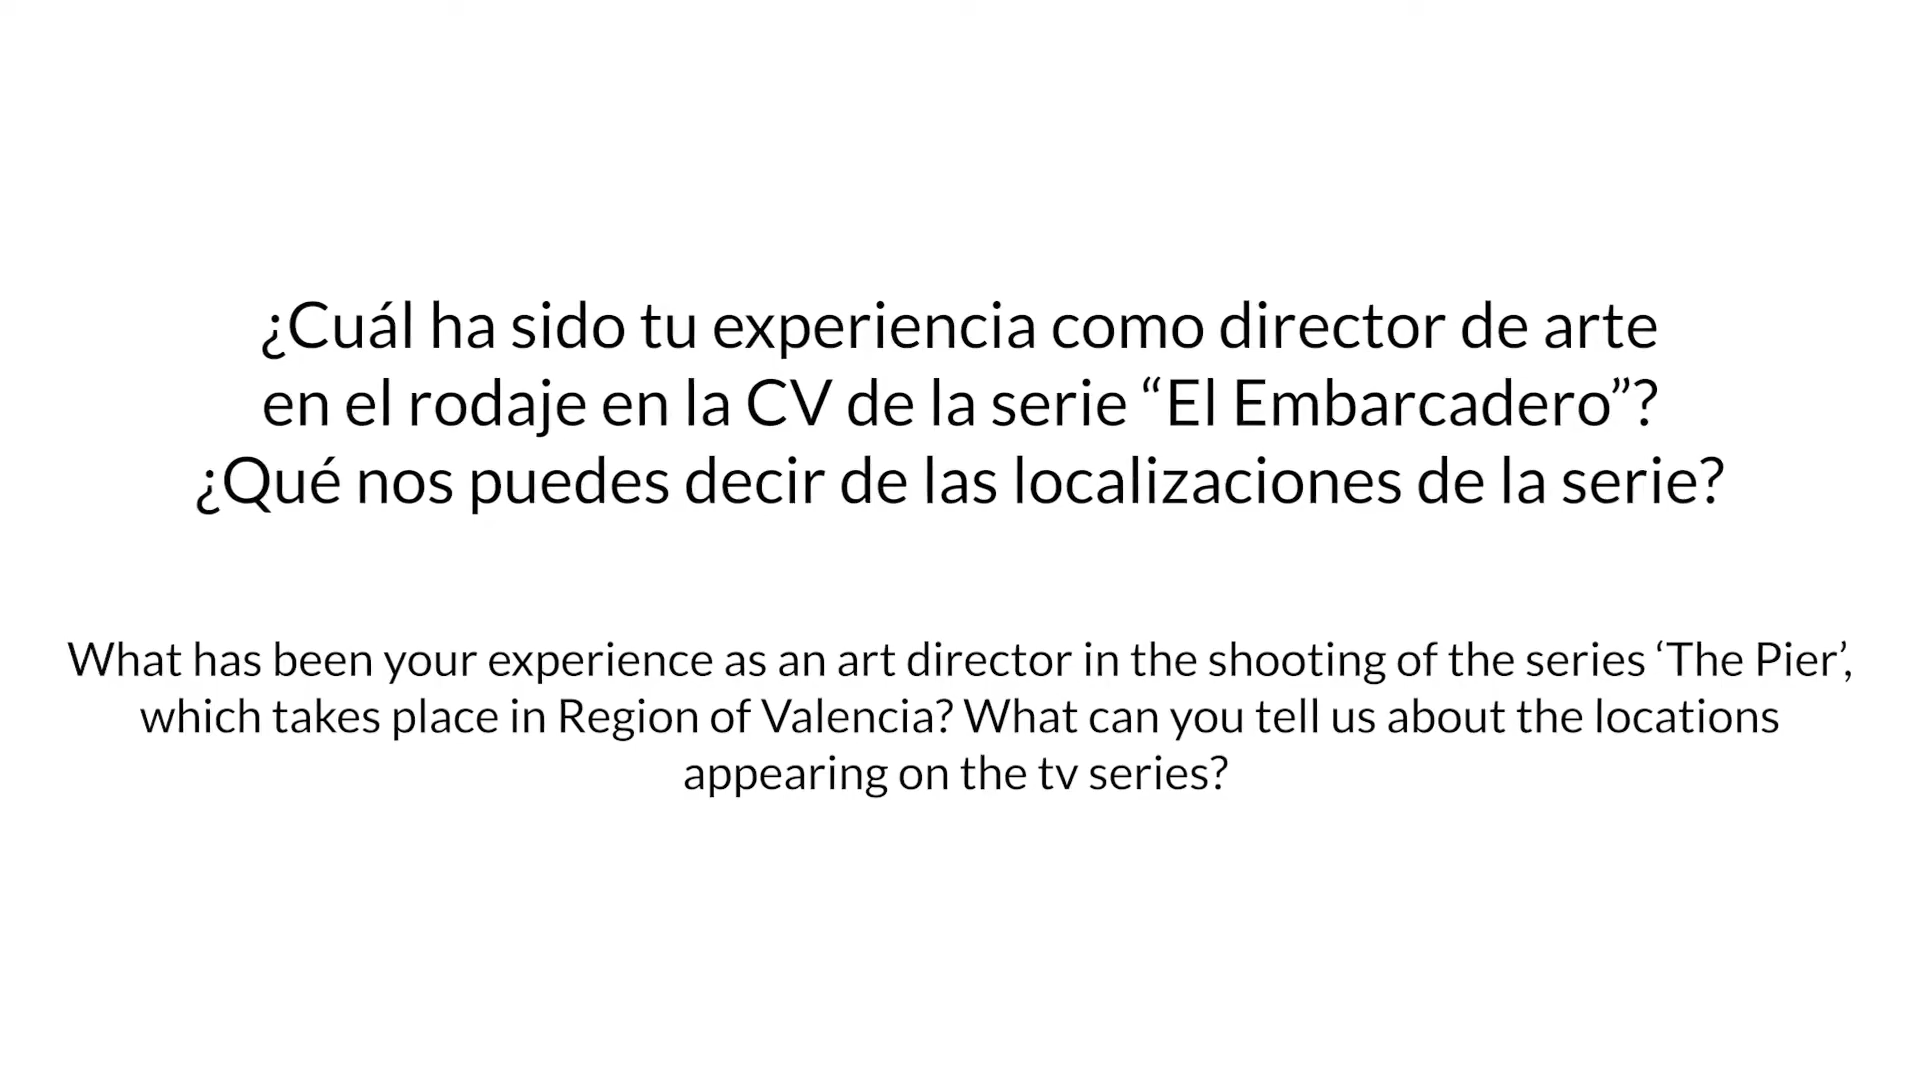 ¿Cuál ha sido tu experiencia como director de arte
en el rodaje en la CV de la serie “El Embarcadero”?
¿Qué nos puedes decir de las localizaciones de la serie?
What has been your experience as an art director in the shooting of the series ‘The Pier’,
which takes place in Region of Valencia? What can you tell us about the locations
appearing on the tv series?